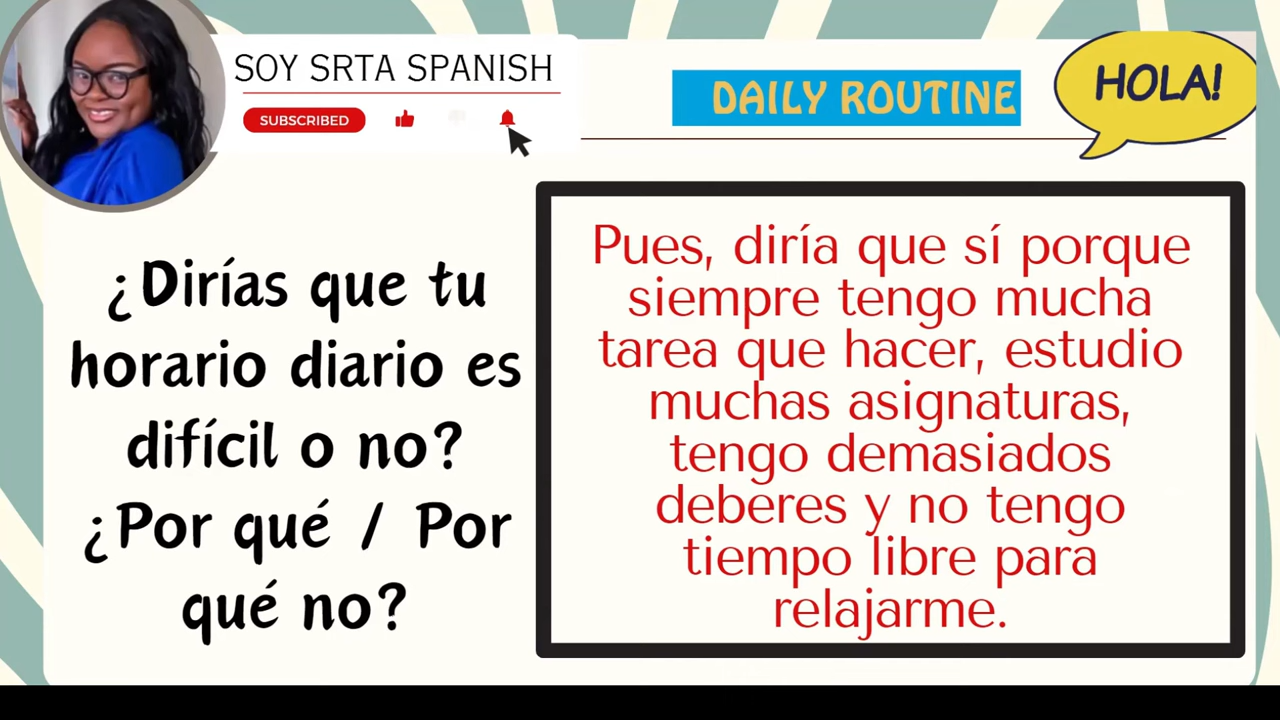 SOY SRTA SPANISH
SUBSCRIBED
DAILY ROUTINE
HOLA!
¿Dirías que tu
horario diario es
difícil o no?
¿Por qué / Por
qué no?
Pues, diría que sí porque
siempre tengo mucha
tarea que hacer, estudio
muchas asignaturas,
tengo demasiados
deberes y no tengo
tiempo libre para
relajarme.